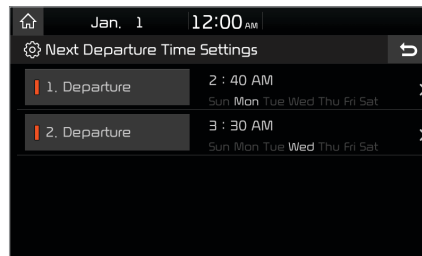 Jan. 1 12:00 AM
Next Departure Time Settings
1. Departure 2 : 40 AM
Sun Mon Tue Wed Thu Fri Sat
2. Departure 3 : 30 AM
Sun Mon Tue Wed Thu Fri Sat